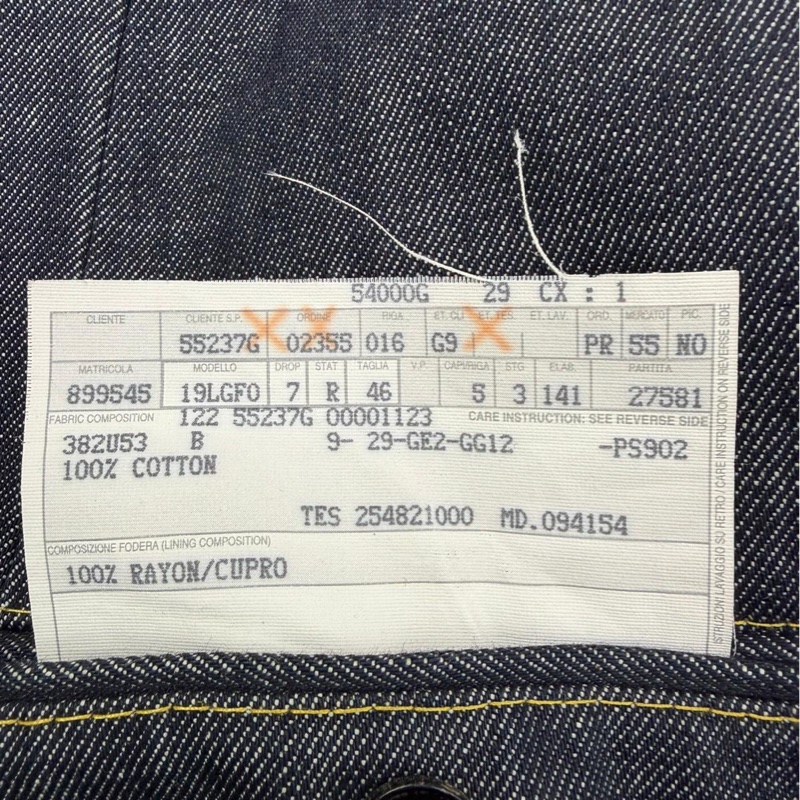 54000G 29 CX : 1
CLIENTE CLIENTE S.P. ORDINE RIGA ET. CLI ET. TES. ET. LAV. ORD. MERCATO PIC.
55237G 02355 016 G9 PR 55 NO
MATRICOLA MODELLO DROP STAT TAGLIA V.P. CAPI/RIGA STG ELAB. PARTITA
899545 19LGFO 7 R 46 5 3 141 27581
FABRIC COMPOSITION 122 55237G 00001123 CARE INSTRUCTION: SEE REVERSE SIDE
382U53 B 9- 29-GE2-GG12 -PS902
100% COTTON
TES 254821000 MD.094154
COMPOSIZIONE FODERA (LINING COMPOSITION)
100% RAYON/CUPRO
ISTRUZIONI LAVAGGIO SU RETRO / CARE INSTRUCTION ON REVERSE SIDE